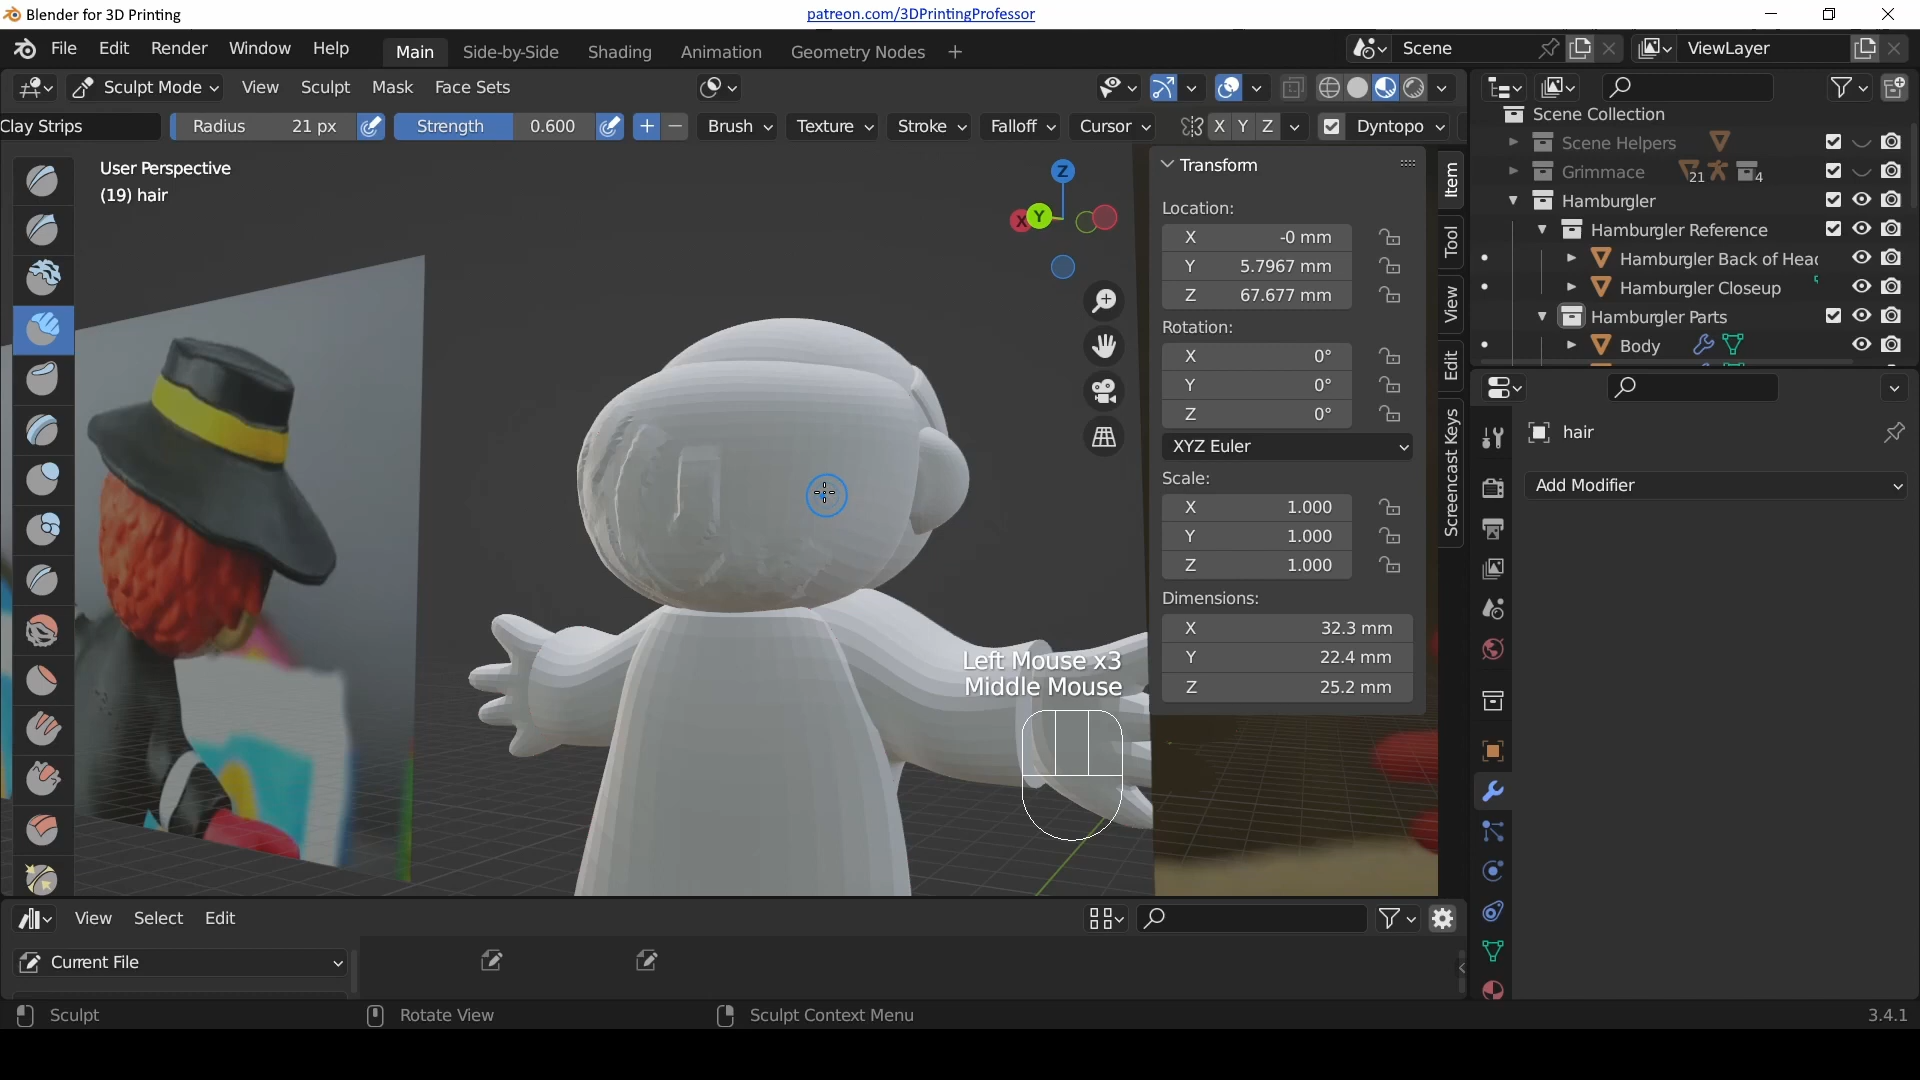 Blender for 3D Printing
patreon.com/3DPrintingProfessor
File Edit Render Window Help
Main Side-by-Side Shading Animation Geometry Nodes +
Scene
ViewLayer
Sculpt Mode View Sculpt Mask Face Sets
Clay Strips Radius 21 px Strength 0.600 + − Brush Texture Stroke Falloff Cursor X Y Z Dyntopo
User Perspective
(19) hair
Z
X
Y
Transform
Location:
X -0 mm
Y 5.7967 mm
Z 67.677 mm
Rotation:
X 0°
Y 0°
Z 0°
XYZ Euler
Scale:
X 1.000
Y 1.000
Z 1.000
Dimensions:
X 32.3 mm
Y 22.4 mm
Z 25.2 mm
Item
Tool
View
Edit
Screencast Keys
Left Mouse x3
Middle Mouse
Scene Collection
Scene Helpers
Grimmace 21 4
Hamburgler
Hamburgler Reference
Hamburgler Back of Head
Hamburgler Closeup
Hamburgler Parts
Body
hair
Add Modifier
View Select Edit
Current File
Sculpt Rotate View Sculpt Context Menu 3.4.1